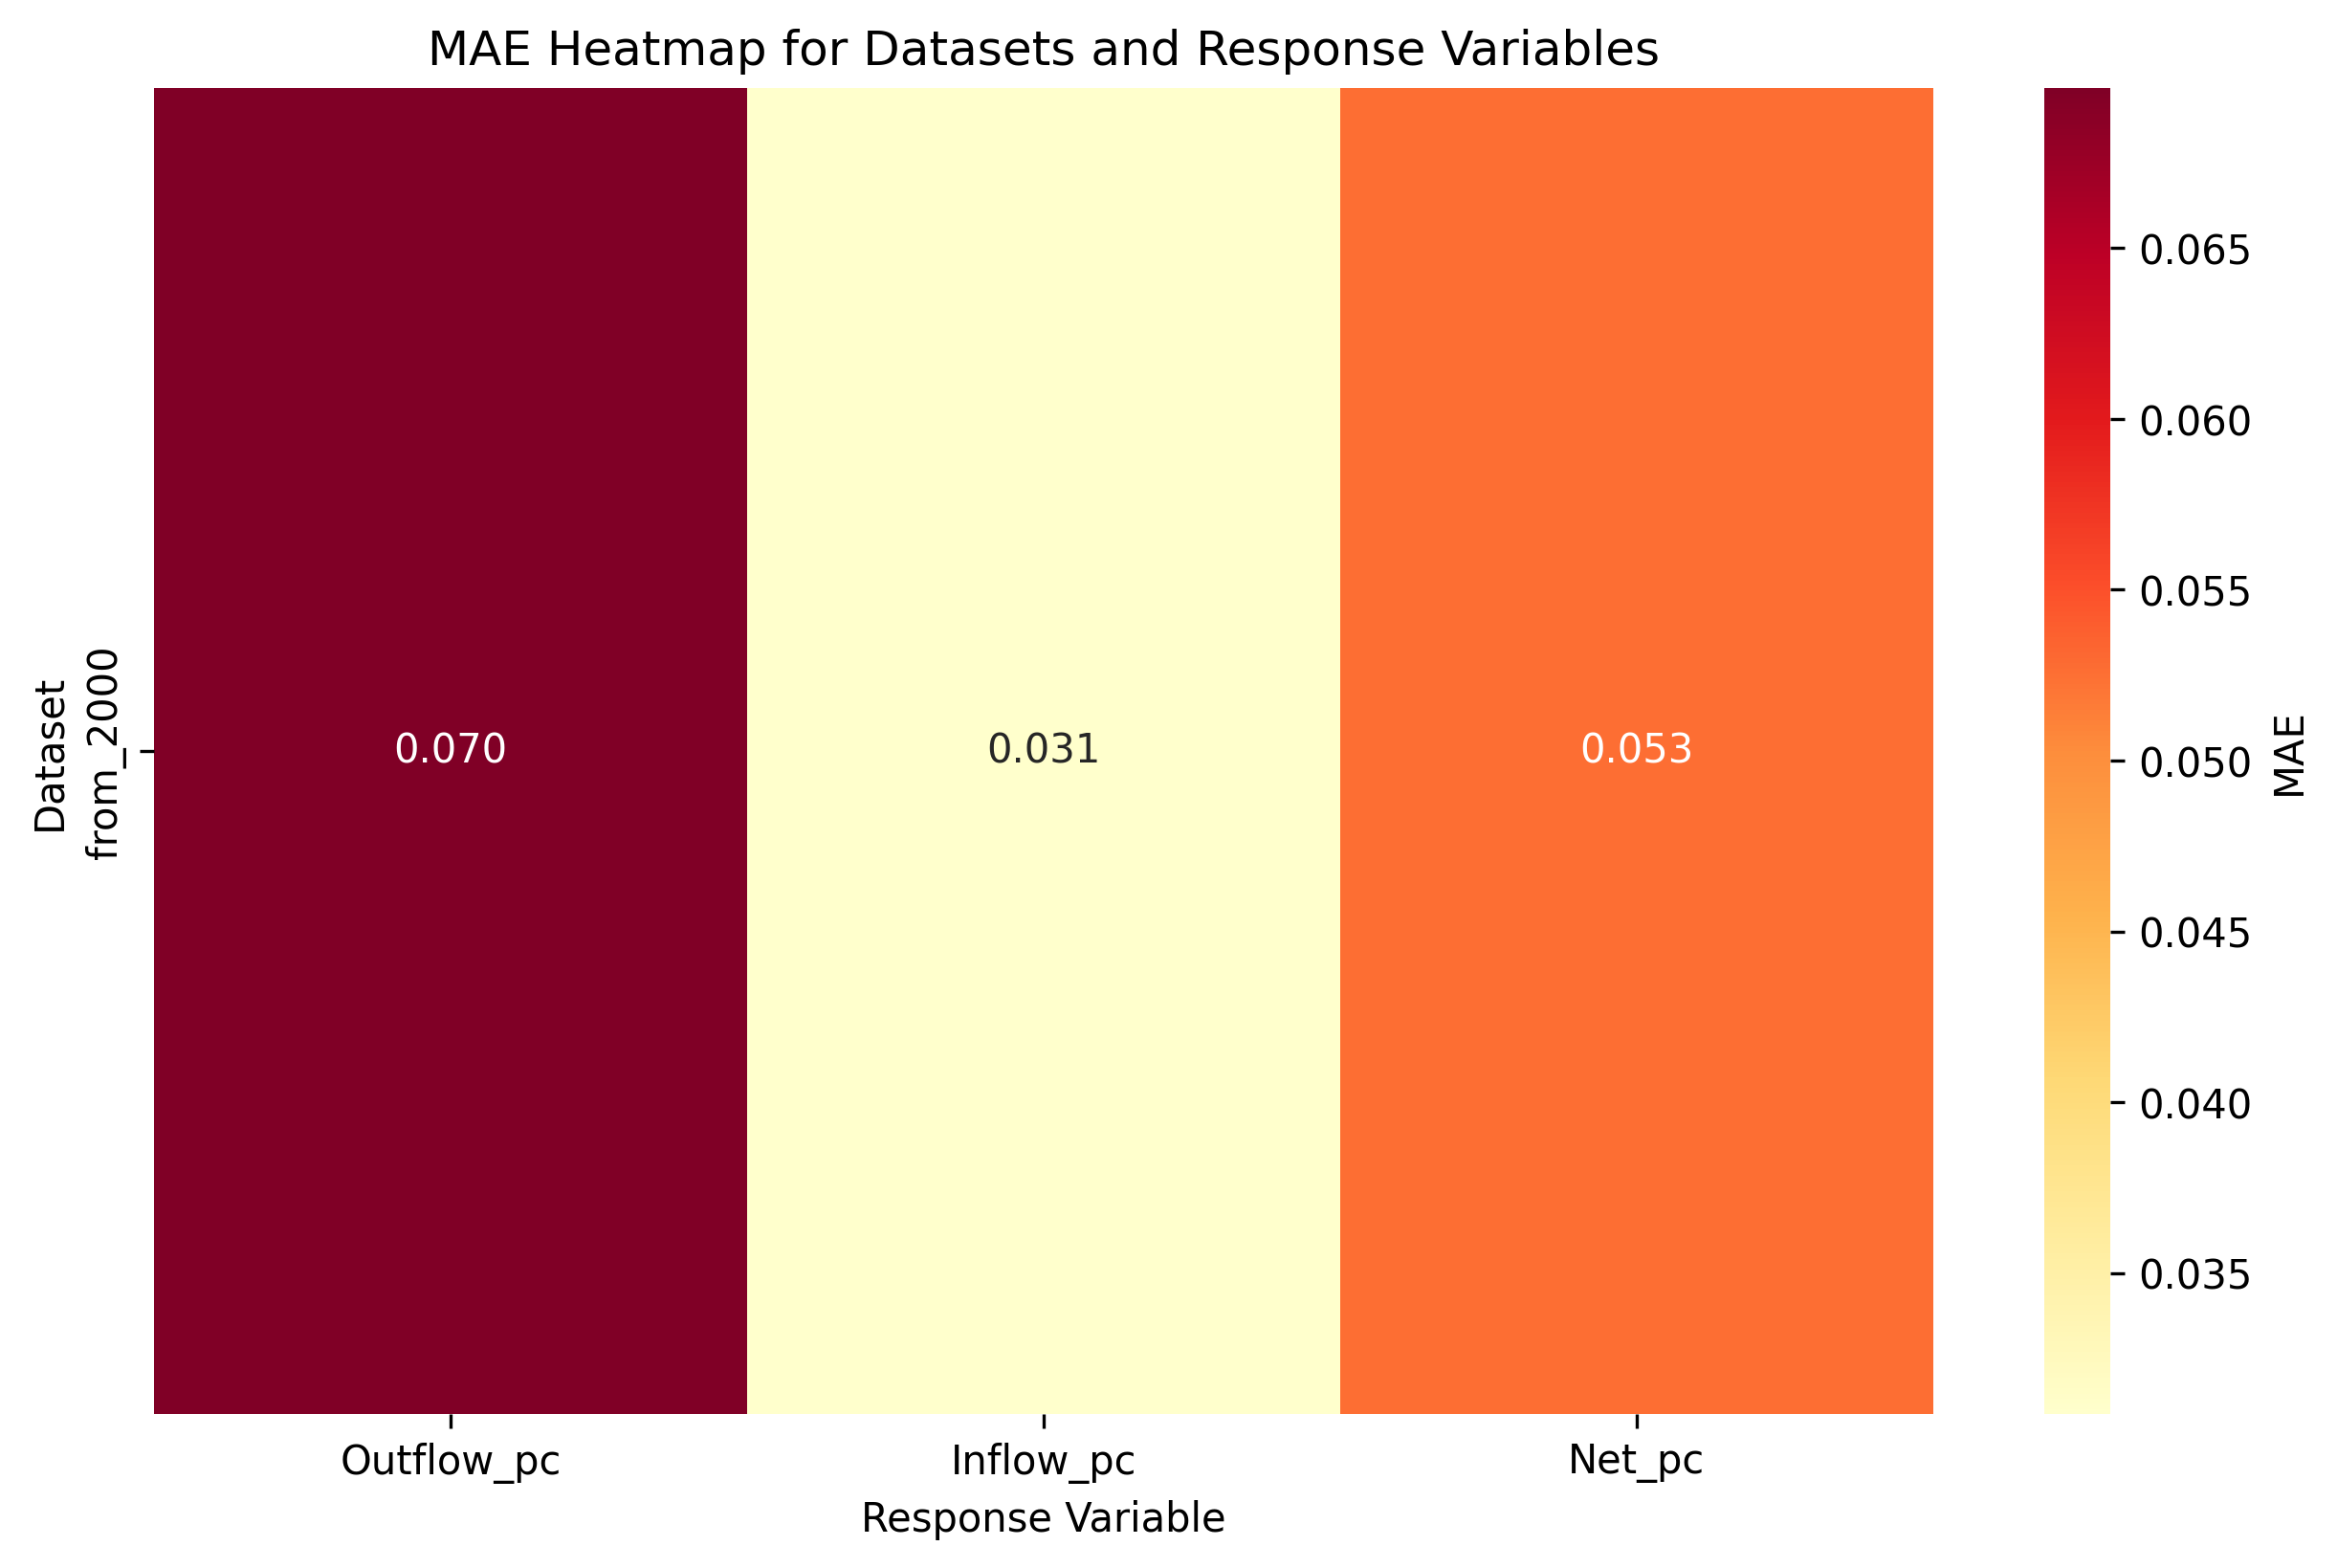 MAE Heatmap for Datasets and Response Variables
Dataset
from_2000
0.070
0.031
0.053
Outflow_pc
Inflow_pc
Net_pc
Response Variable
0.065
0.060
0.055
0.050
0.045
0.040
0.035
MAE